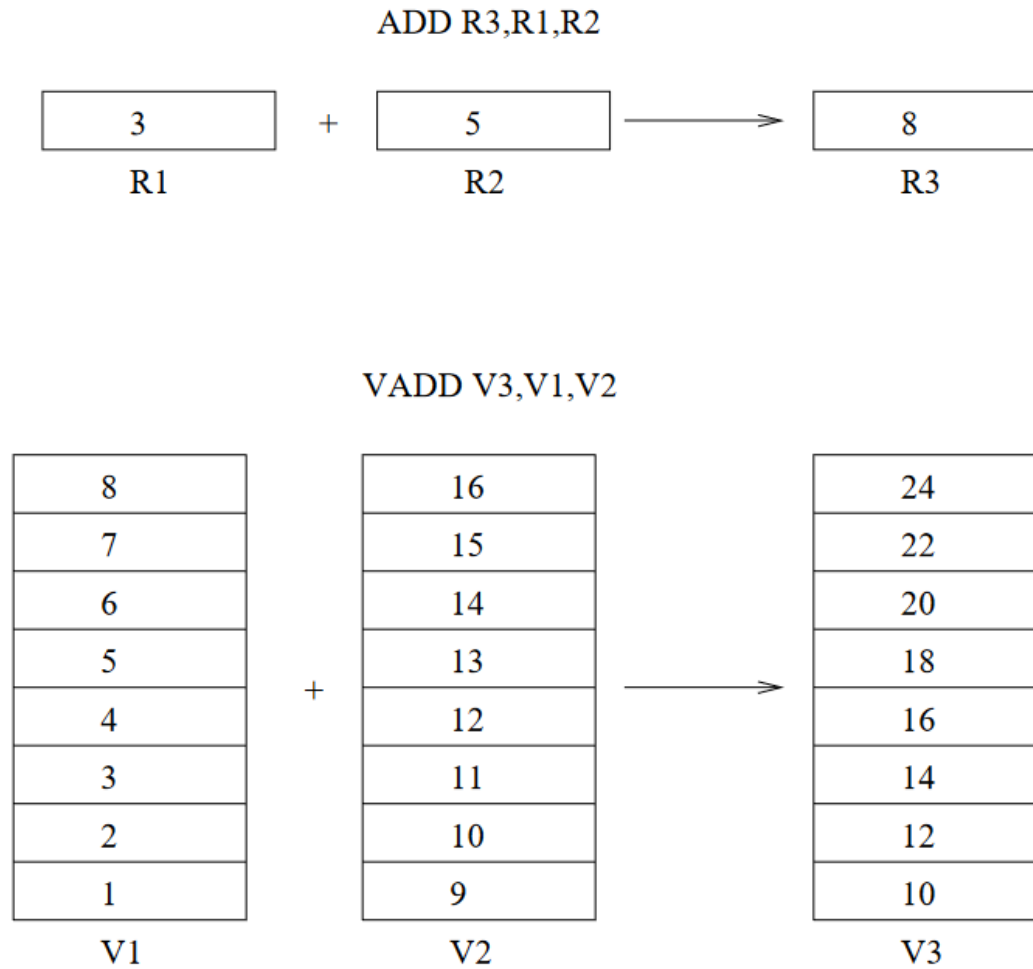 ADD R3,R1,R2
3 + 5 8
R1 R2 R3
VADD V3,V1,V2
8 16 24
7 15 22
6 14 20
5 13 18
+
4 12 16
3 11 14
2 10 12
1 9 10
V1 V2 V3